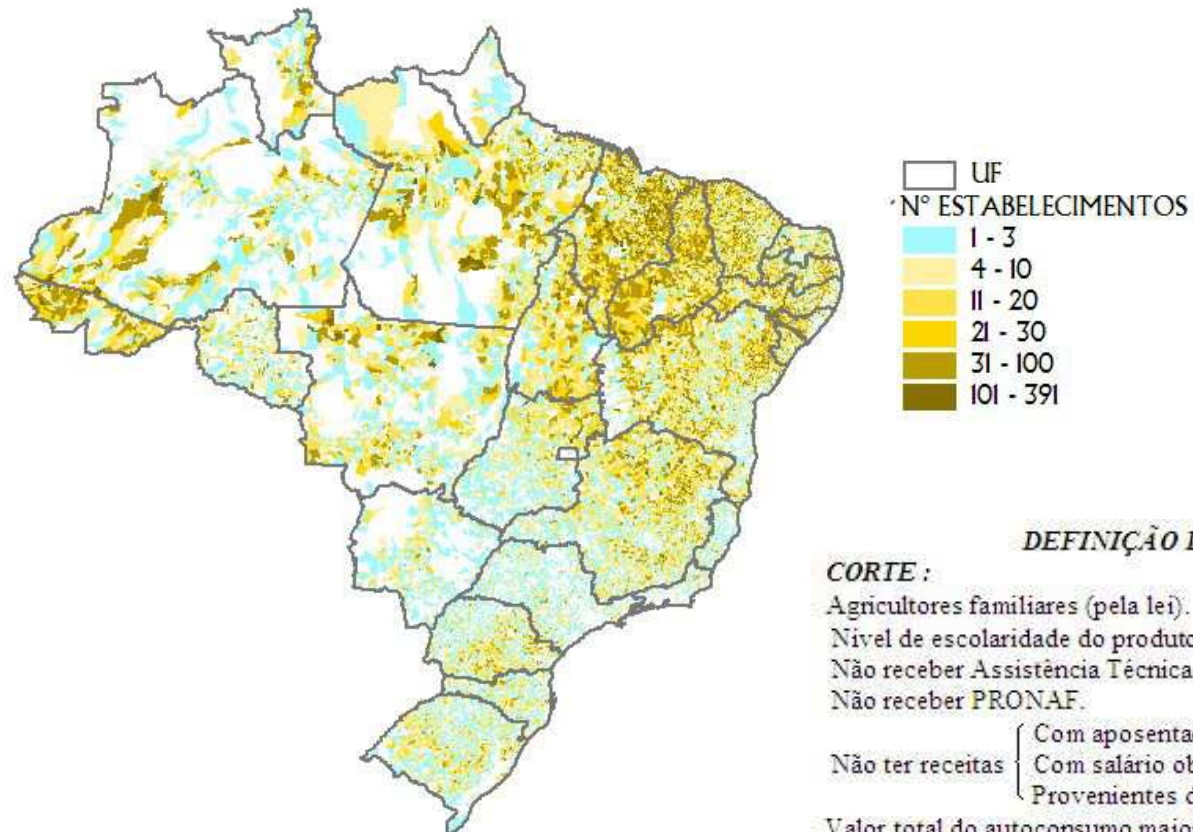 UF
N° ESTABELECIMENTOS
1 - 3
4 - 10
11 - 20
21 - 30
31 - 100
101 - 391
DEFINIÇÃO
CORTE :
Agricultores familiares (pela lei).
Nivel de escolaridade do
Não receber Assistência Técnica
Não receber PRONAF.
Não ter receitas
Com
Com salário
Provenientes
Valor total do autoconsumo